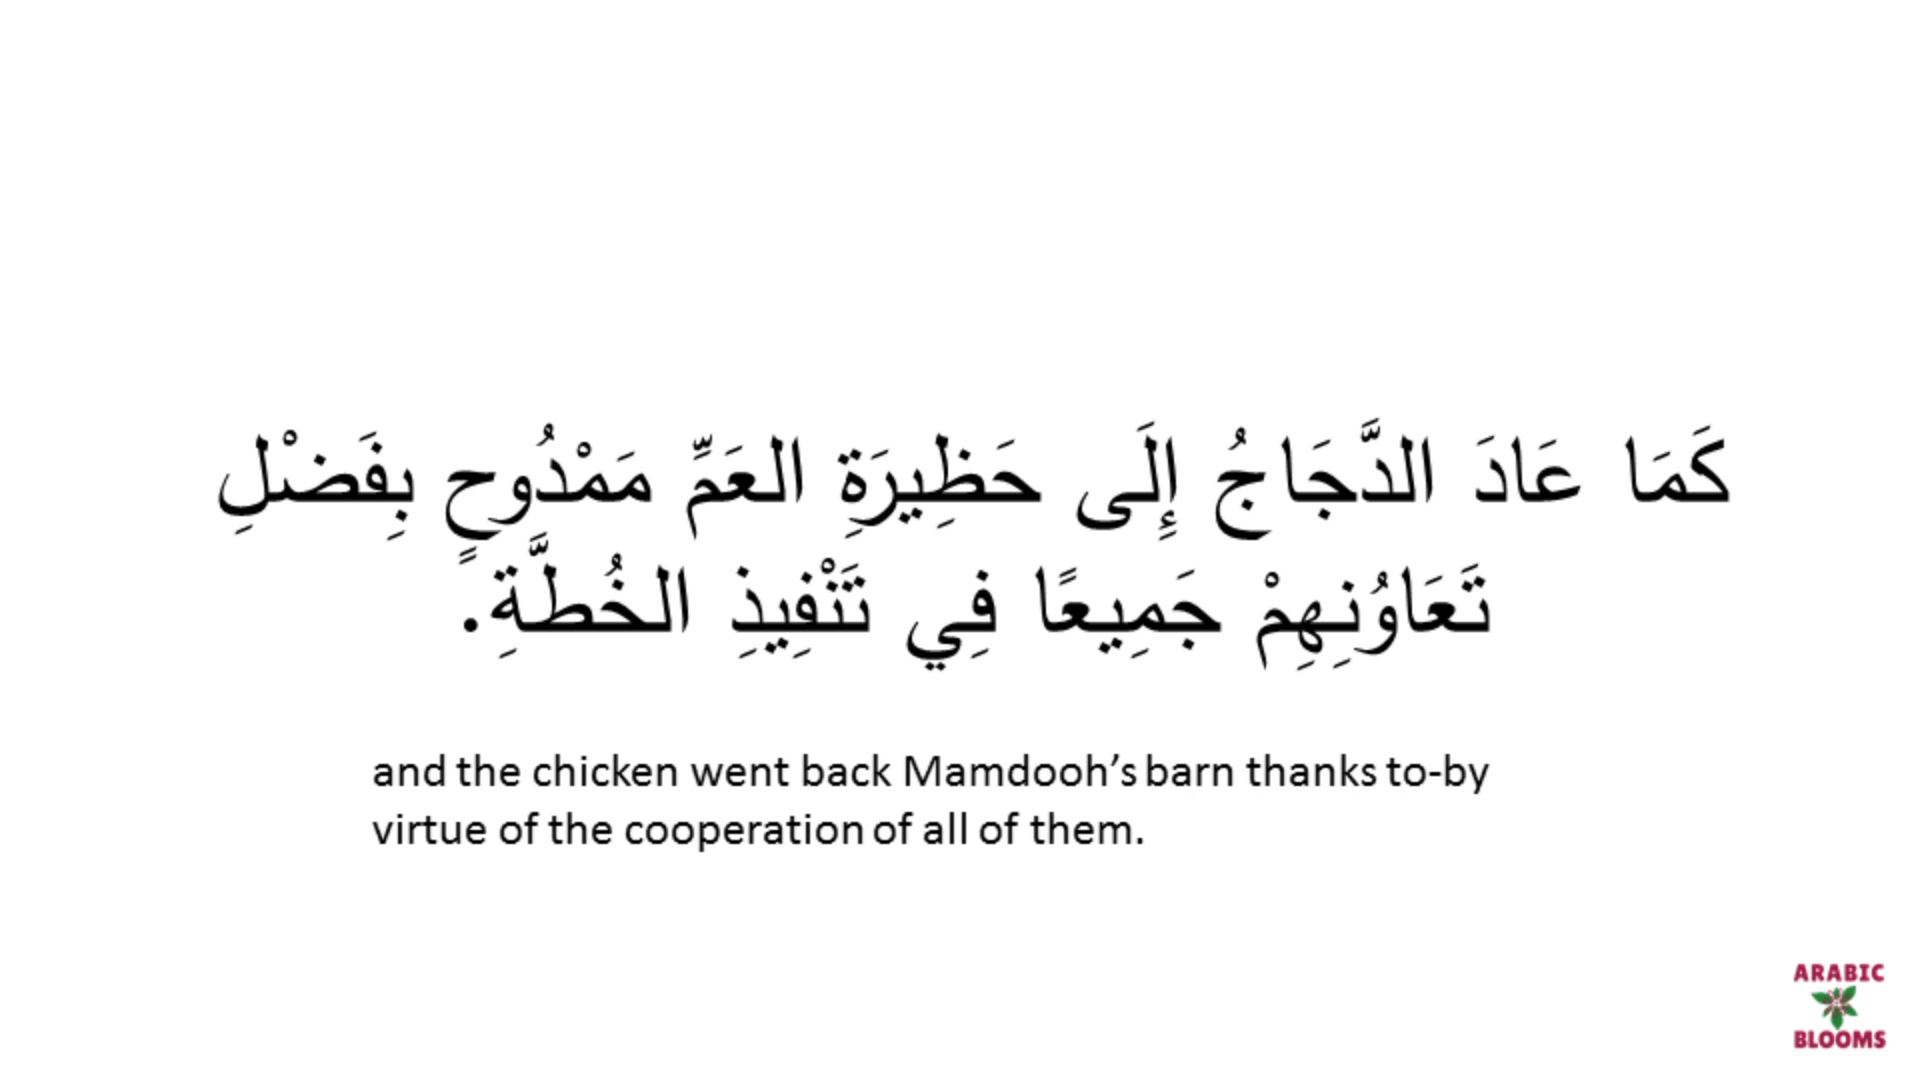 كَمَا عَادَ الدَّجَاجُ إِلَى حَظِيرَةِ العَمِّ مَمْدُوحٍ بِفَضْلِ
تَعَاوُنِهِمْ جَمِيعًا فِي تَنْفِيذِ الخُطَّةِ.
and the chicken went back Mamdooh's barn thanks to-by
virtue of the cooperation of all of them.
ARABIC
BLOOMS